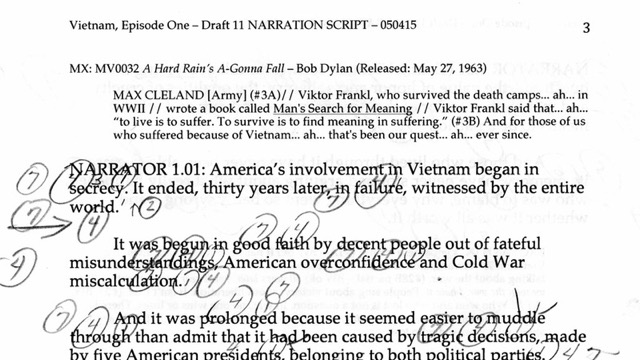 Vietnam, Episode One – Draft 11 NARRATION SCRIPT – 050415
3
MX: MV0032 A Hard Rain's A-Gonna Fall – Bob Dylan (Released: May 27, 1963)
MAX CLELAND [Army] (#3A)// Viktor Frankl, who survived the death camps... ah... in
WWII // wrote a book called Man's Search for Meaning // Viktor Frankl said that... ah...
"to live is to suffer. To survive is to find meaning in suffering." (#3B) And for those of us
who suffered because of Vietnam... ah... that's been our quest... ah... ever since.
NARRATOR 1.01: America's involvement in Vietnam began in
secrecy. It ended, thirty years later, in failure, witnessed by the entire
world.
It was begun in good faith by decent people out of fateful
misunderstandings, American overconfidence and Cold War
miscalculation.
And it was prolonged because it seemed easier to muddle
through than admit that it had been caused by tragic decisions, made
by five American presidents, belonging to both political parties.